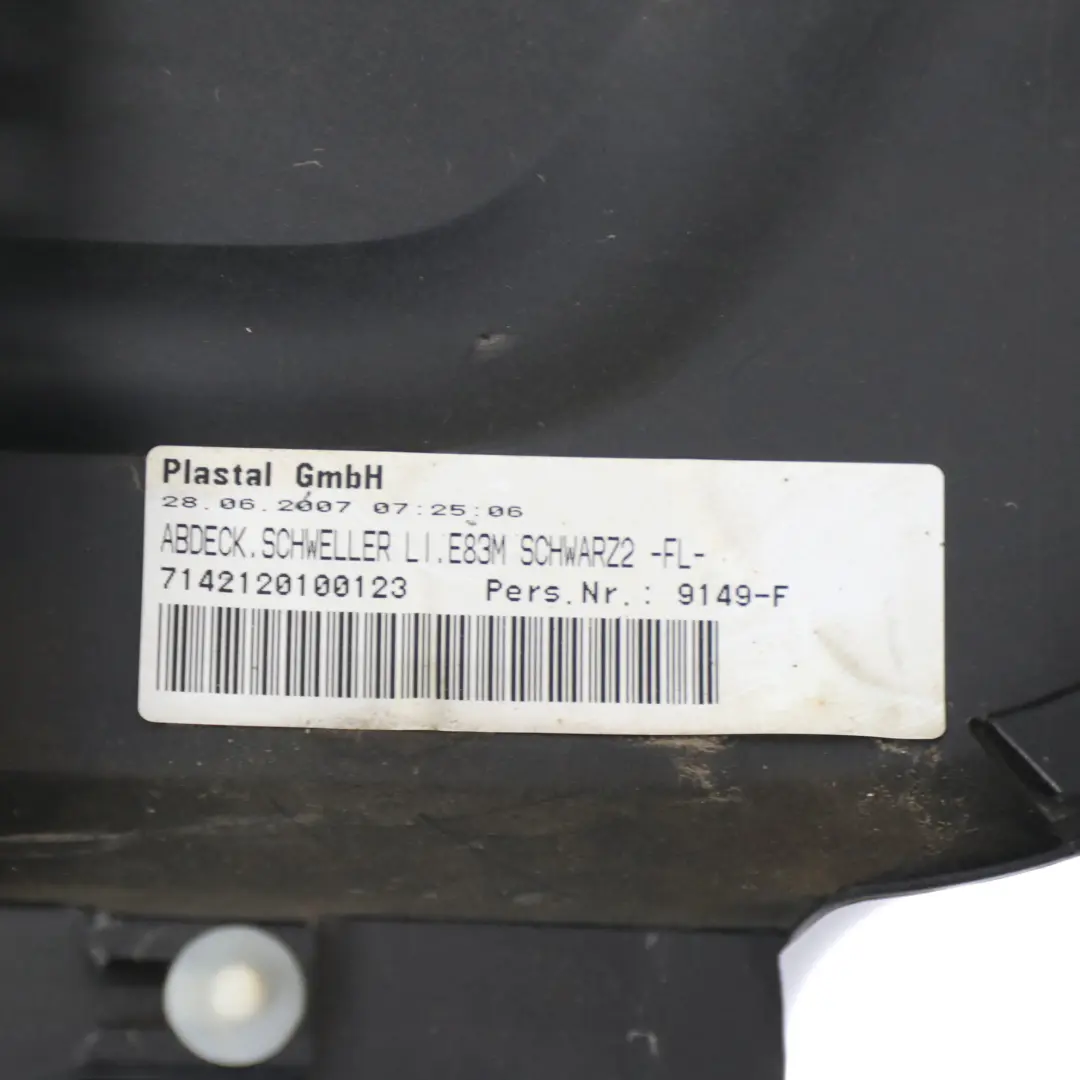 Plastal GmbH
28.06.2007 07:25:06
ABDECK.SCHWELLER LI.E83M SCHWARZ2 -FL-
7142120100123 Pers.Nr.: 9149-F